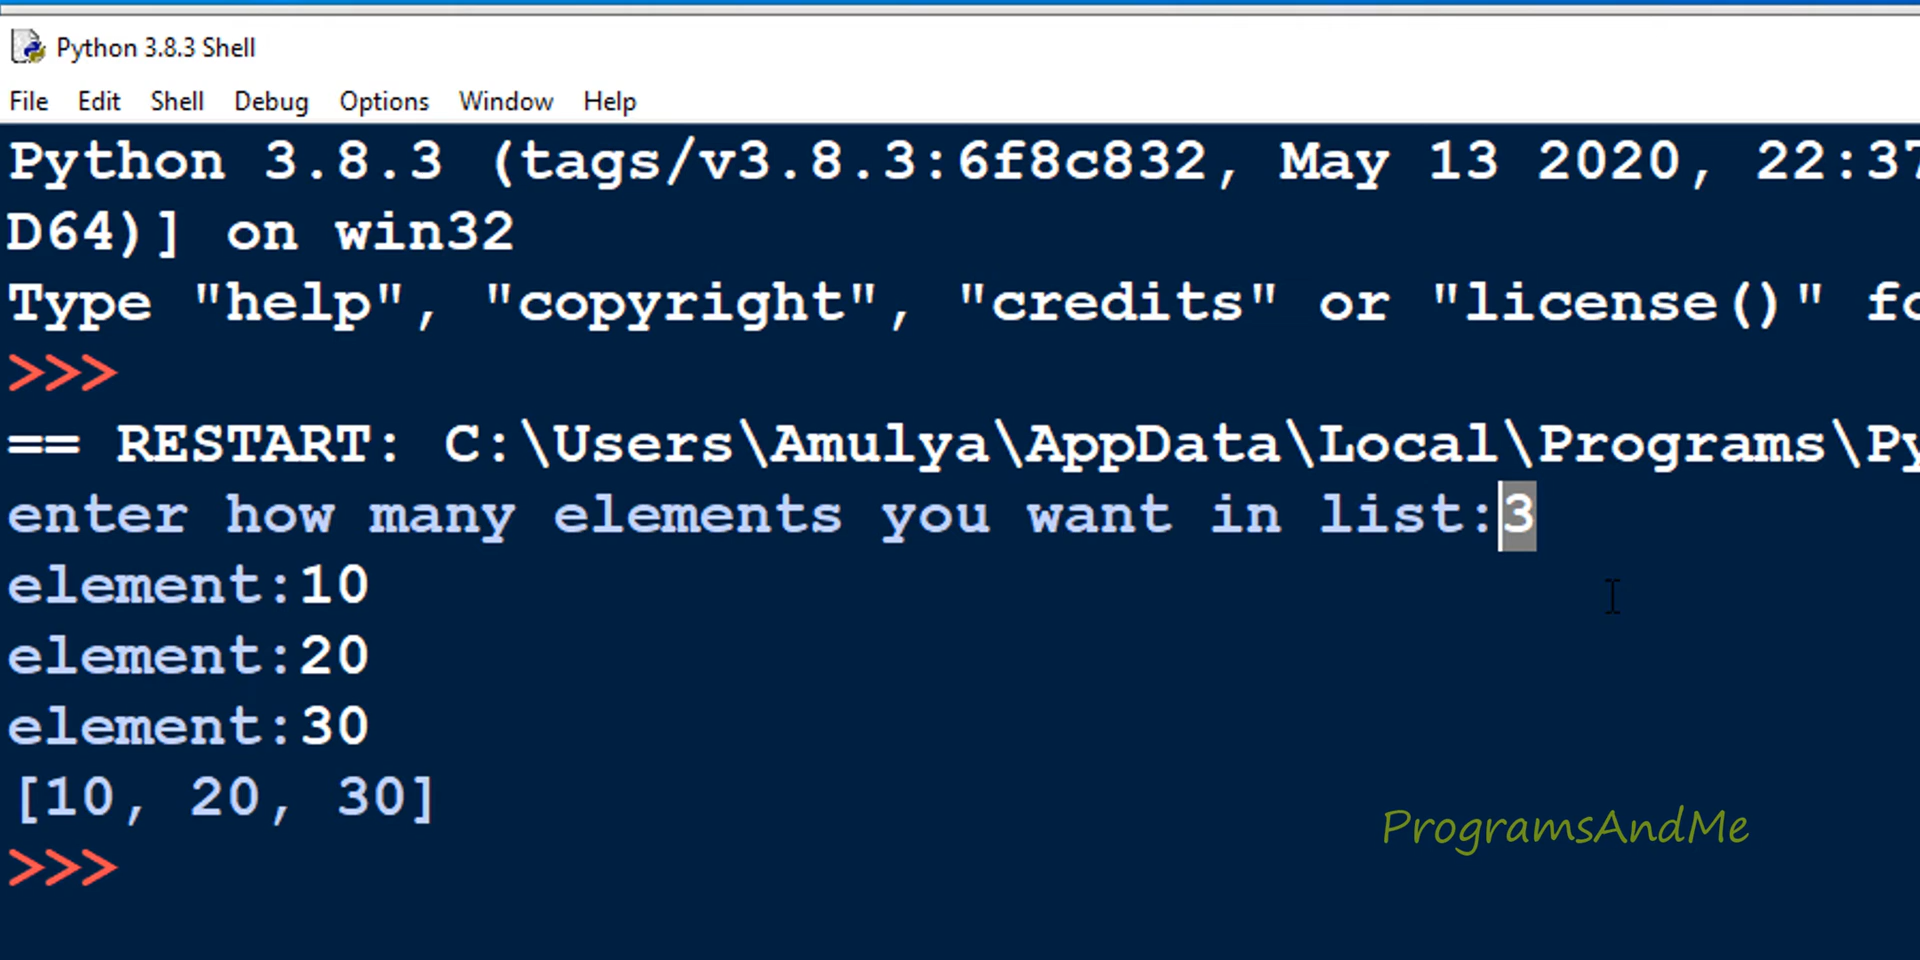 Python 3.8.3 Shell
File Edit Shell Debug Options Window Help
Python 3.8.3 (tags/v3.8.3:6f8c832, May 13 2020, 22:37
D64)] on win32
Type "help", "copyright", "credits" or "license()" fo
>>>
== RESTART: C:\Users\Amulya\AppData\Local\Programs\Py
enter how many elements you want in list:3
element:10
element:20
element:30
[10, 20, 30]
ProgramsAndMe
>>>